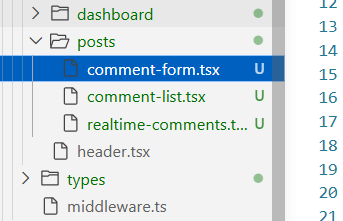 dashboard
posts
comment-form.tsx U
comment-list.tsx U
realtime-comments.t... U
header.tsx
types
middleware.ts
12
13
14
15
16
17
18
19
20
21